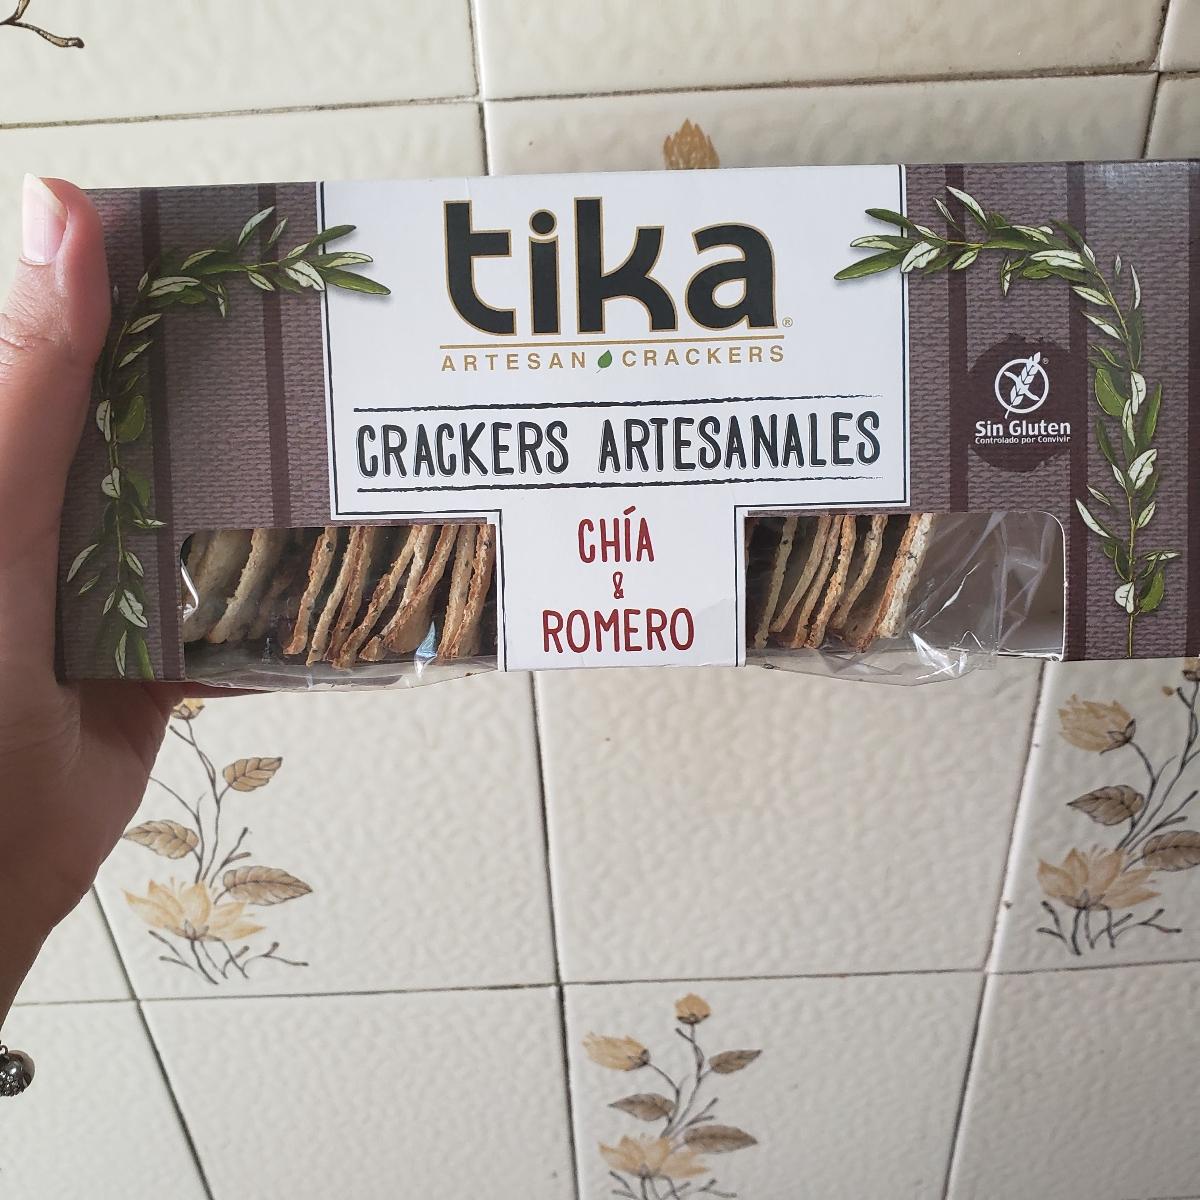 tika®
ARTESAN CRACKERS
CRACKERS ARTESANALES
CHÍA
&
ROMERO
®
Sin Gluten
Controlado por Convivir